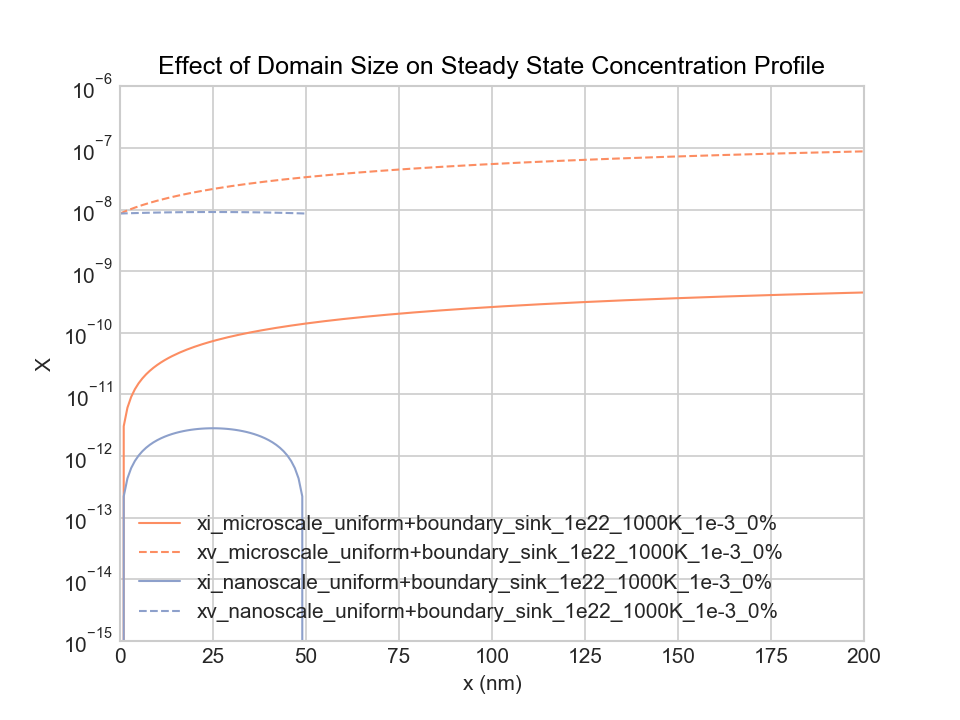 Effect of Domain Size on Steady State Concentration Profile
10^−6
10^−7
10^−8
10^−9
10^−10
10^−11
10^−12
10^−13
10^−14
10^−15
X
xi_microscale_uniform+boundary_sink_1e22_1000K_1e-3_0%
xv_microscale_uniform+boundary_sink_1e22_1000K_1e-3_0%
xi_nanoscale_uniform+boundary_sink_1e22_1000K_1e-3_0%
xv_nanoscale_uniform+boundary_sink_1e22_1000K_1e-3_0%
0 25 50 75 100 125 150 175 200
x (nm)